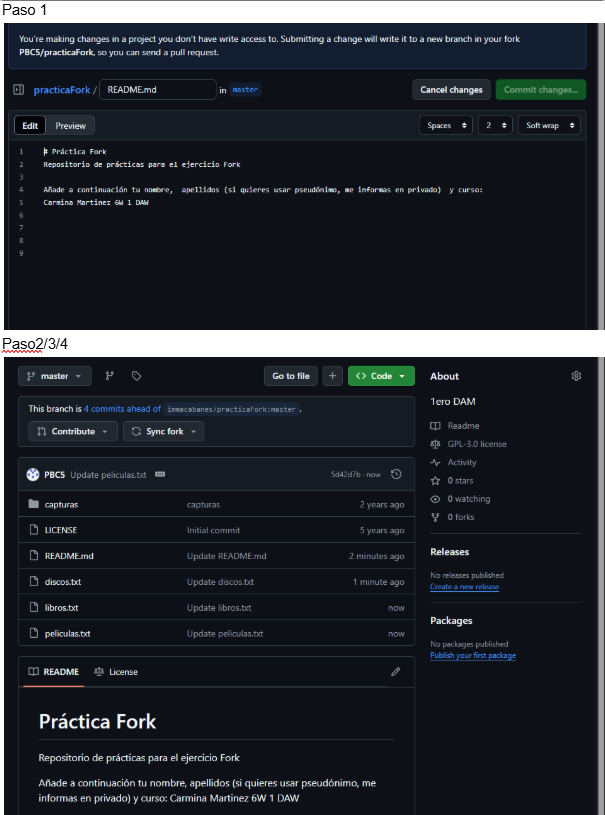 Paso 1
You're making changes in a project you don't have write access to. Submitting a change will write it to a new branch in your fork
PBC5/practicaFork, so you can send a pull request.
practicaFork / README.md in master Cancel changes Commit changes...
Edit Preview Spaces 2 Soft wrap
1 # Práctica Fork
2 Repositorio de prácticas para el ejercicio Fork
3
4 Añade a continuación tu nombre,  apellidos (si quieres usar pseudónimo, me informas en privado)  y curso:
5 Carmina Martinez 6W 1 DAW
6
7
8
9
Paso2/3/4
master Go to file + Code
This branch is 4 commits ahead of immacabanes/practicaFork:master .
Contribute Sync fork
PBC5 Update peliculas.txt 5d42d7b · now
capturas capturas 2 years ago
LICENSE Initial commit 5 years ago
README.md Update README.md 2 minutes ago
discos.txt Update discos.txt 1 minute ago
libros.txt Update libros.txt now
peliculas.txt Update peliculas.txt now
README License
Práctica Fork
Repositorio de prácticas para el ejercicio Fork
Añade a continuación tu nombre, apellidos (si quieres usar pseudónimo, me
informas en privado) y curso: Carmina Martinez 6W 1 DAW
About
1ero DAM
Readme
GPL-3.0 license
Activity
0 stars
0 watching
0 forks
Releases
No releases published
Create a new release
Packages
No packages published
Publish your first package